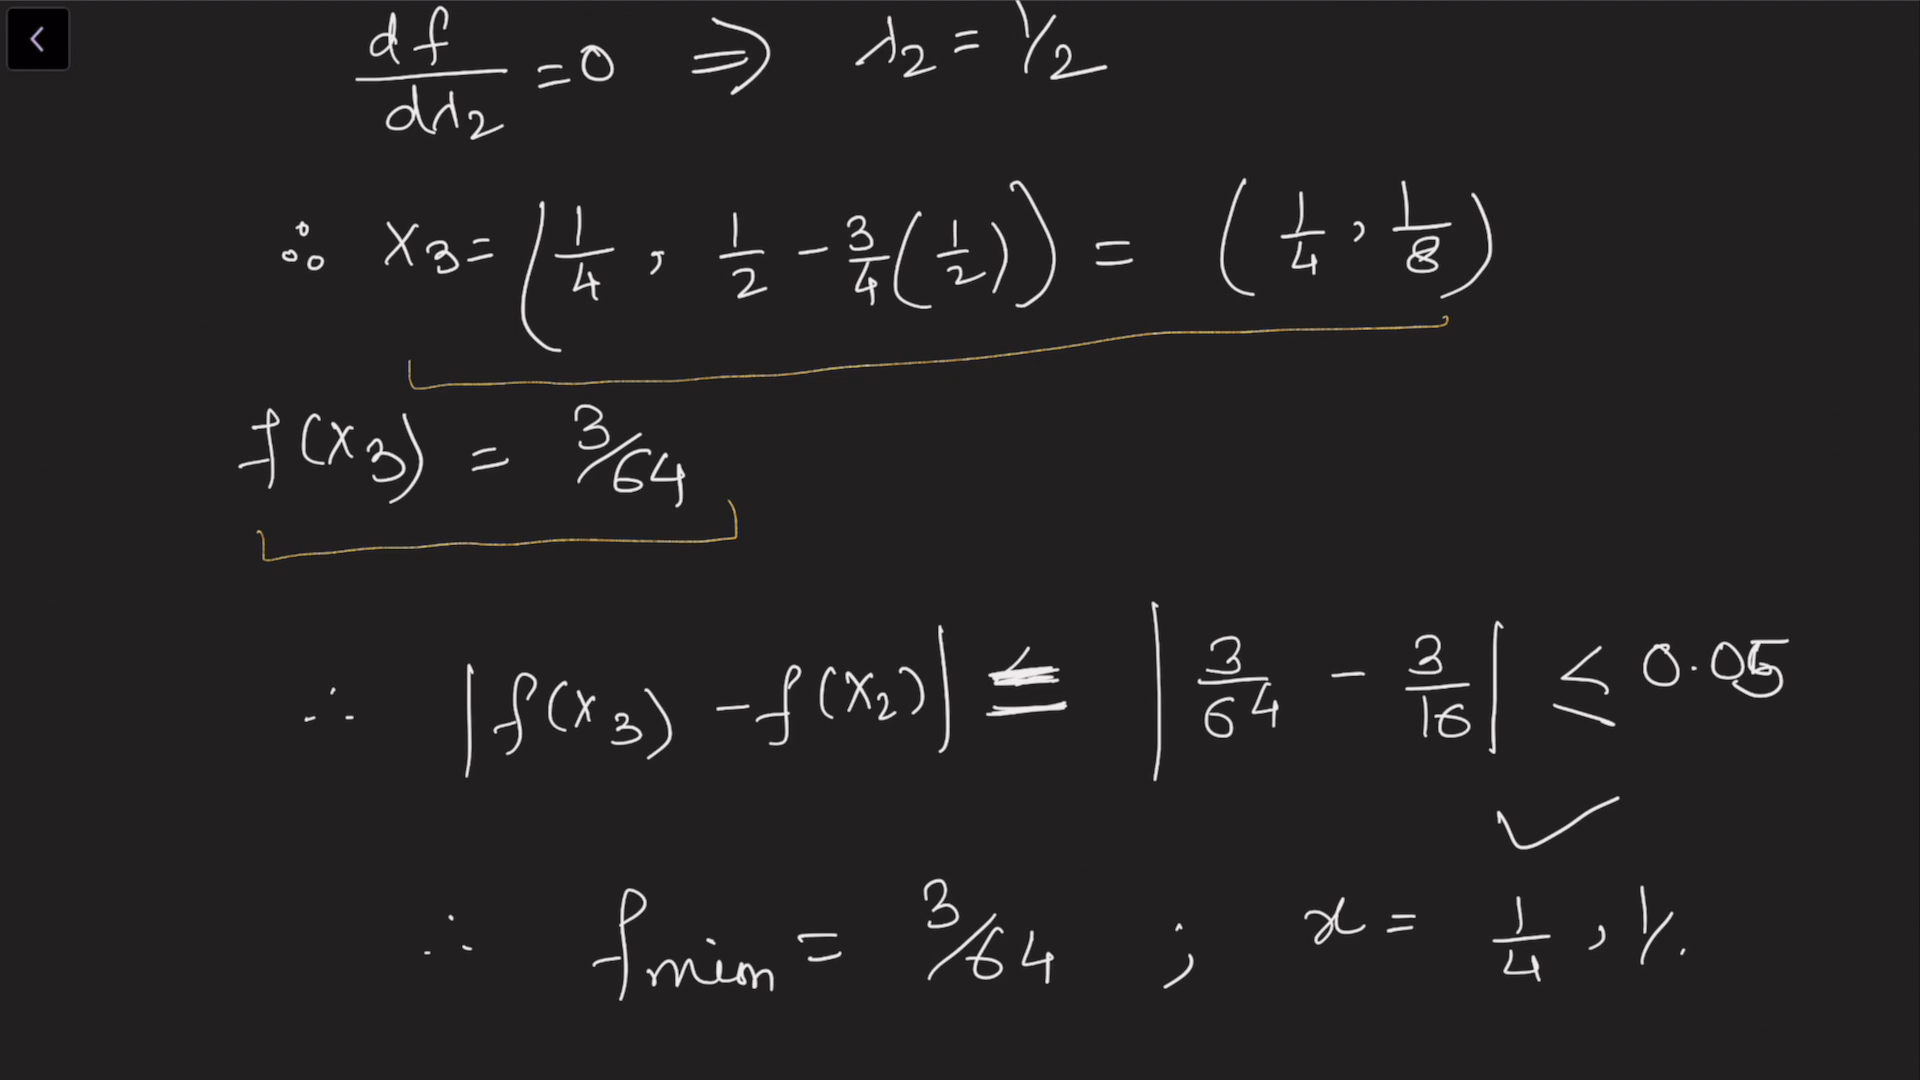 df/dλ2 = 0 ⇒ λ2 = 1/2
∴ X3 = (1/4, 1/2 - 3/4(1/2)) = (1/4, 1/8)
f(X3) = 3/64
∴ |f(X3) - f(X2)| = |3/64 - 3/16| ≤ 0.05
✓
∴ fmin = 3/64 ; x = 1/4, 1/.